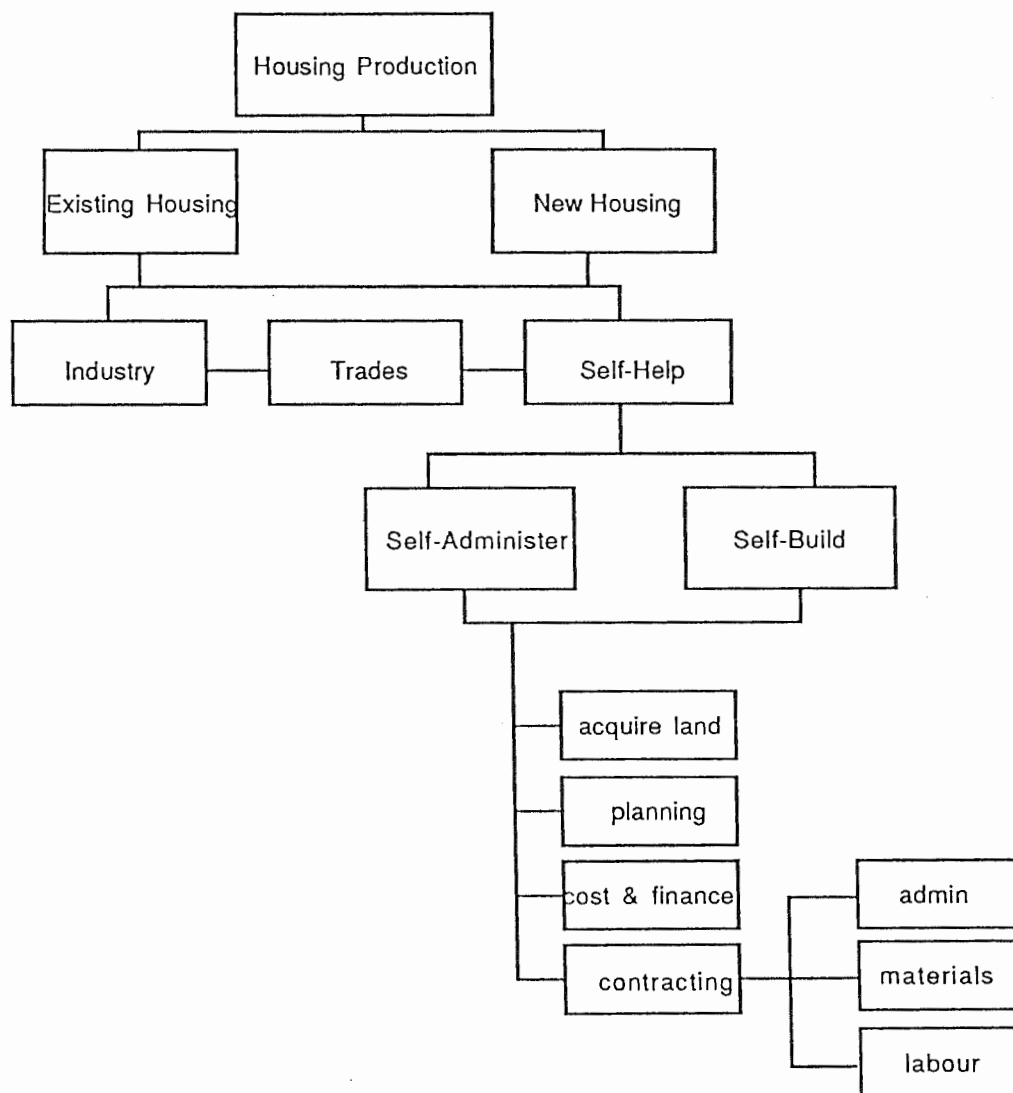 Housing Production
Existing Housing
New Housing
Industry
Trades
Self-Help
Self-Administer
Self-Build
acquire land
planning
cost & finance
contracting
admin
materials
labour